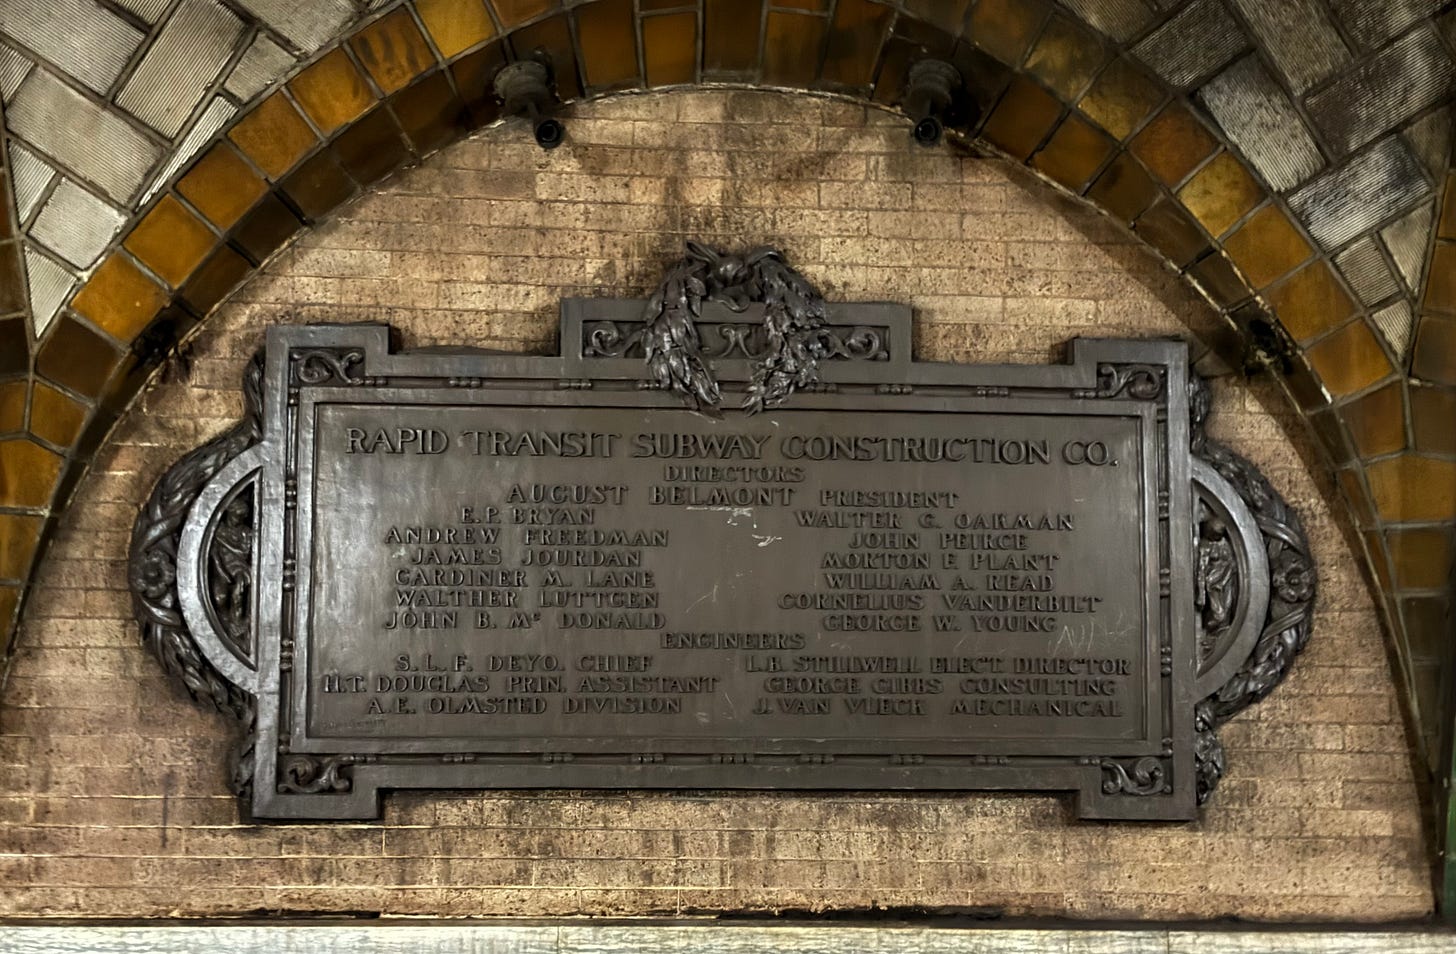 RAPID TRANSIT SUBWAY CONSTRUCTION CO.
DIRECTORS
AUGUST BELMONT PRESIDENT
E.P. BRYAN
ANDREW FREEDMAN
JAMES JOURDAN
GARDINER M. LANE
WALTHER LUTTGEN
JOHN B. Mc DONALD
WALTER G. OAKMAN
JOHN PEIRCE
MORTON F. PLANT
WILLIAM A. READ
CORNELIUS VANDERBILT
GEORGE W. YOUNG
ENGINEERS
S.L.F. DEYO. CHIEF
H.T. DOUGLAS PRIN. ASSISTANT
A.E. OLMSTED DIVISION
L.B. STILLWELL ELECT. DIRECTOR
GEORGE GIBBS CONSULTING
J. VAN VLECK MECHANICAL